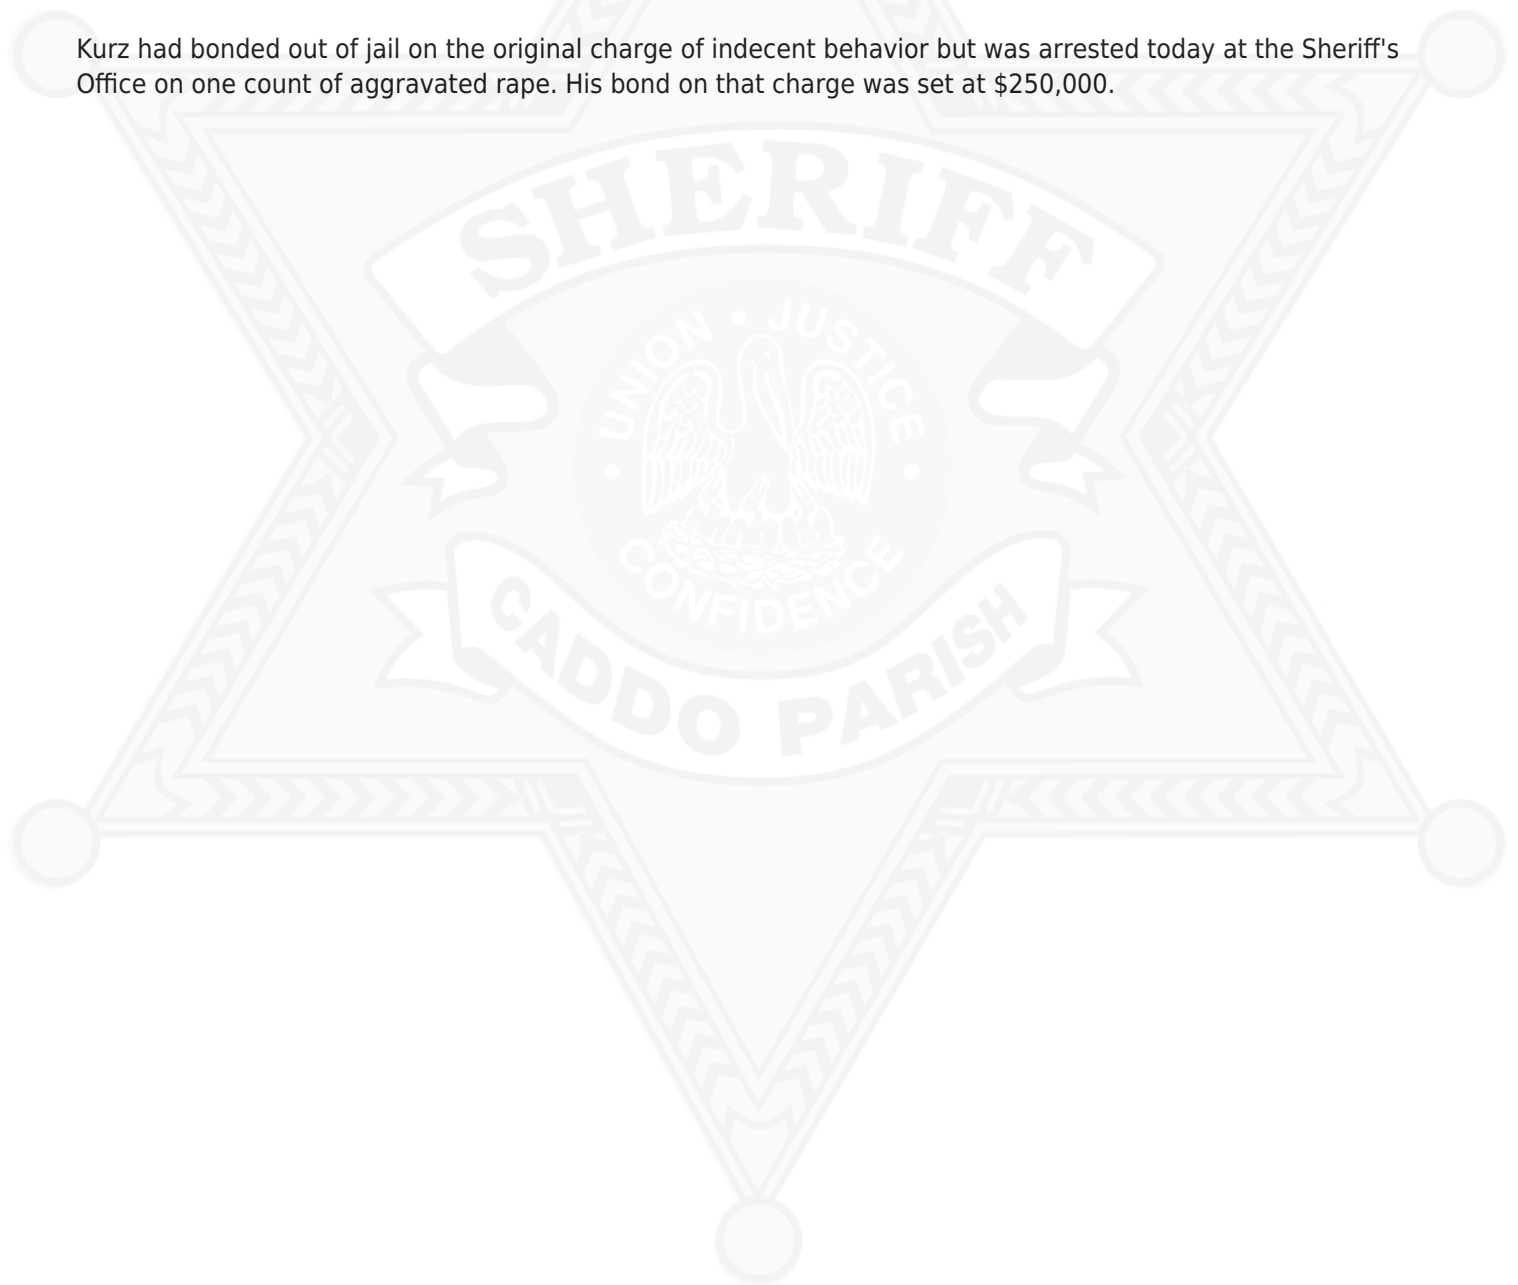 Kurz had bonded out of jail on the original charge of indecent behavior but was arrested today at the Sheriff's
Office on one count of aggravated rape. His bond on that charge was set at $250,000.
SHERIFF
UNION • JUSTICE
• CONFIDENCE •
CADDO PARISH